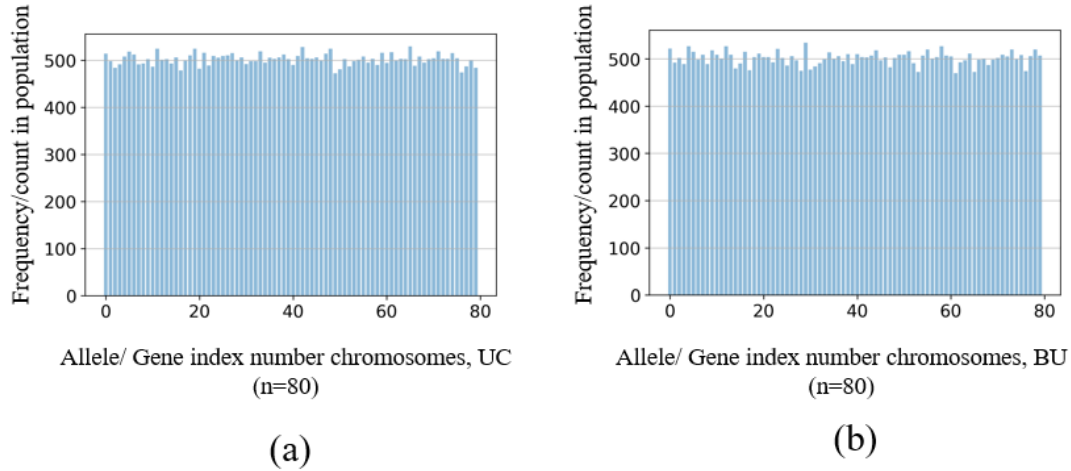 Frequency/count in population
500
400
300
200
100
0
0 20 40 60 80
Allele/ Gene index number chromosomes, UC
(n=80)
(a)
Frequency/count in population
500
400
300
200
100
0
0 20 40 60 80
Allele/ Gene index number chromosomes, BU
(n=80)
(b)